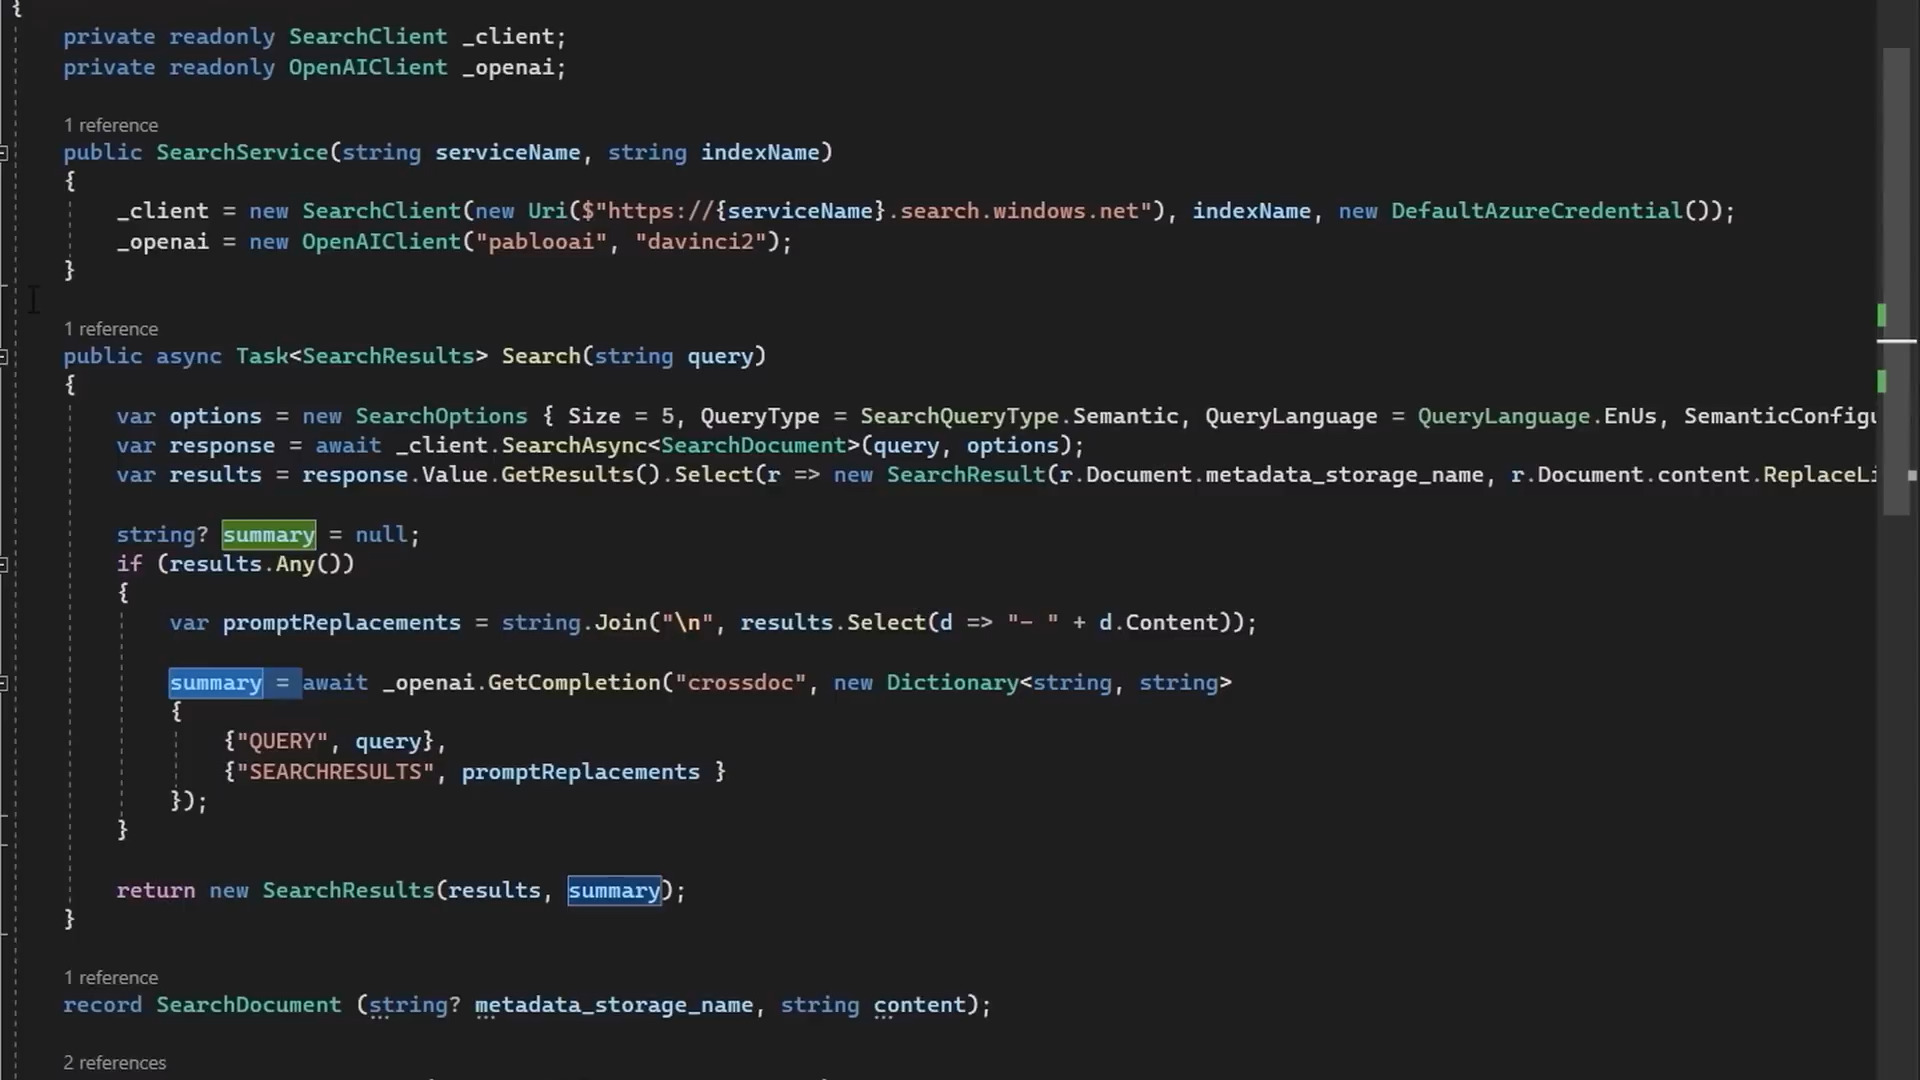 {
private readonly SearchClient _client;
private readonly OpenAIClient _openai;
1 reference
public SearchService(string serviceName, string indexName)
{
_client = new SearchClient(new Uri($"https://{serviceName}.search.windows.net"), indexName, new DefaultAzureCredential());
_openai = new OpenAIClient("pablooai", "davinci2");
}
1 reference
public async Task<SearchResults> Search(string query)
{
var options = new SearchOptions { Size = 5, QueryType = SearchQueryType.Semantic, QueryLanguage = QueryLanguage.EnUs, SemanticConfigu
var response = await _client.SearchAsync<SearchDocument>(query, options);
var results = response.Value.GetResults().Select(r => new SearchResult(r.Document.metadata_storage_name, r.Document.content.ReplaceLi
string? summary = null;
if (results.Any())
{
var promptReplacements = string.Join("\n", results.Select(d => "- " + d.Content));
summary = await _openai.GetCompletion("crossdoc", new Dictionary<string, string>
{
{"QUERY", query},
{"SEARCHRESULTS", promptReplacements }
});
}
return new SearchResults(results, summary);
}
1 reference
record SearchDocument (string? metadata_storage_name, string content);
2 references